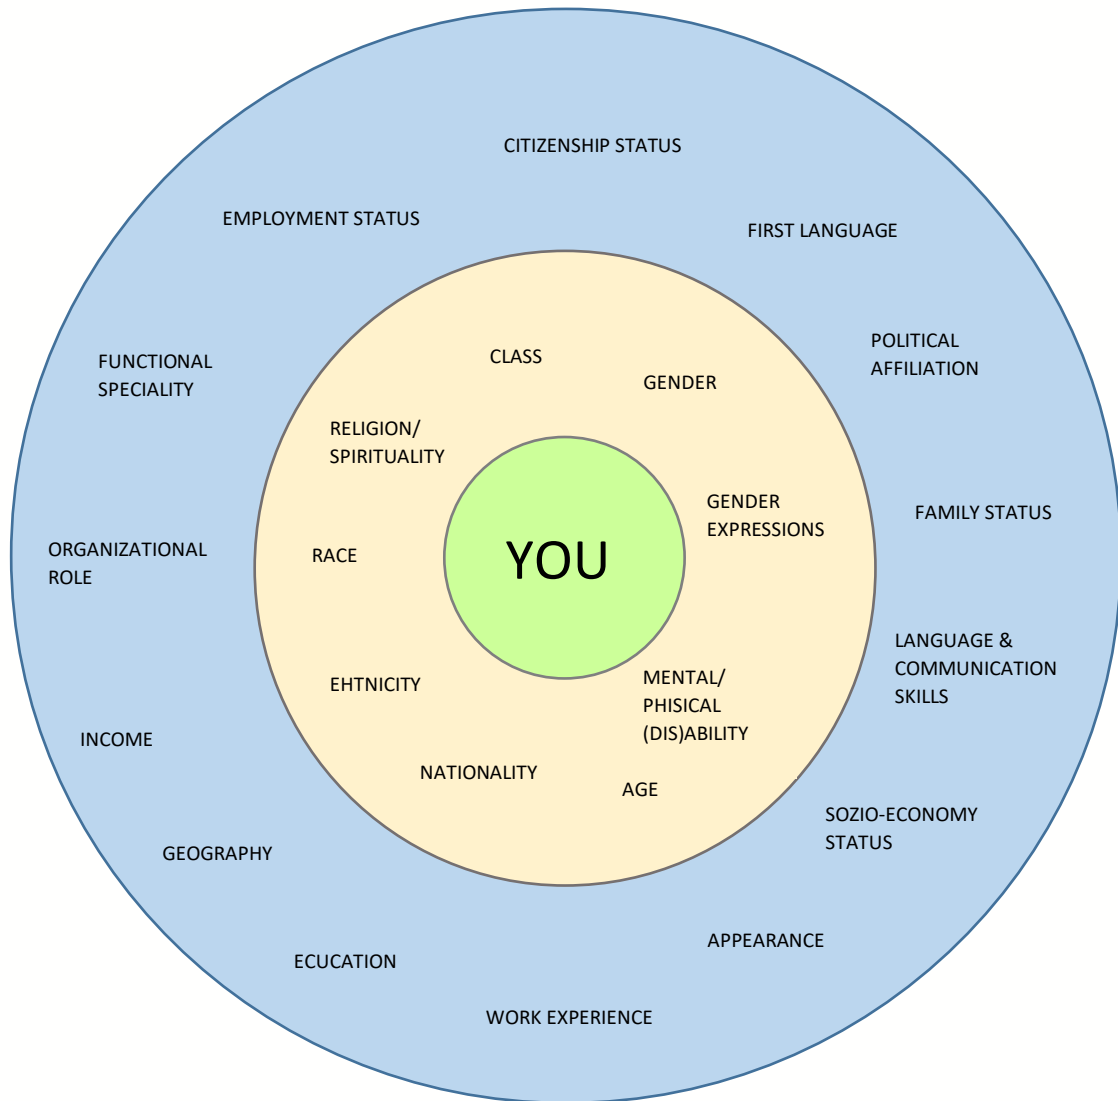 CITIZENSHIP STATUS
EMPLOYMENT STATUS
FIRST LANGUAGE
POLITICAL
AFFILIATION
FUNCTIONAL
SPECIALITY
CLASS
GENDER
RELIGION/
SPIRITUALITY
GENDER
EXPRESSIONS
FAMILY STATUS
ORGANIZATIONAL
ROLE
RACE
YOU
LANGUAGE &
COMMUNICATION
SKILLS
EHTNICITY
MENTAL/
PHISICAL
(DIS)ABILITY
INCOME
NATIONALITY
AGE
SOZIO-ECONOMY
STATUS
GEOGRAPHY
APPEARANCE
ECUCATION
WORK EXPERIENCE